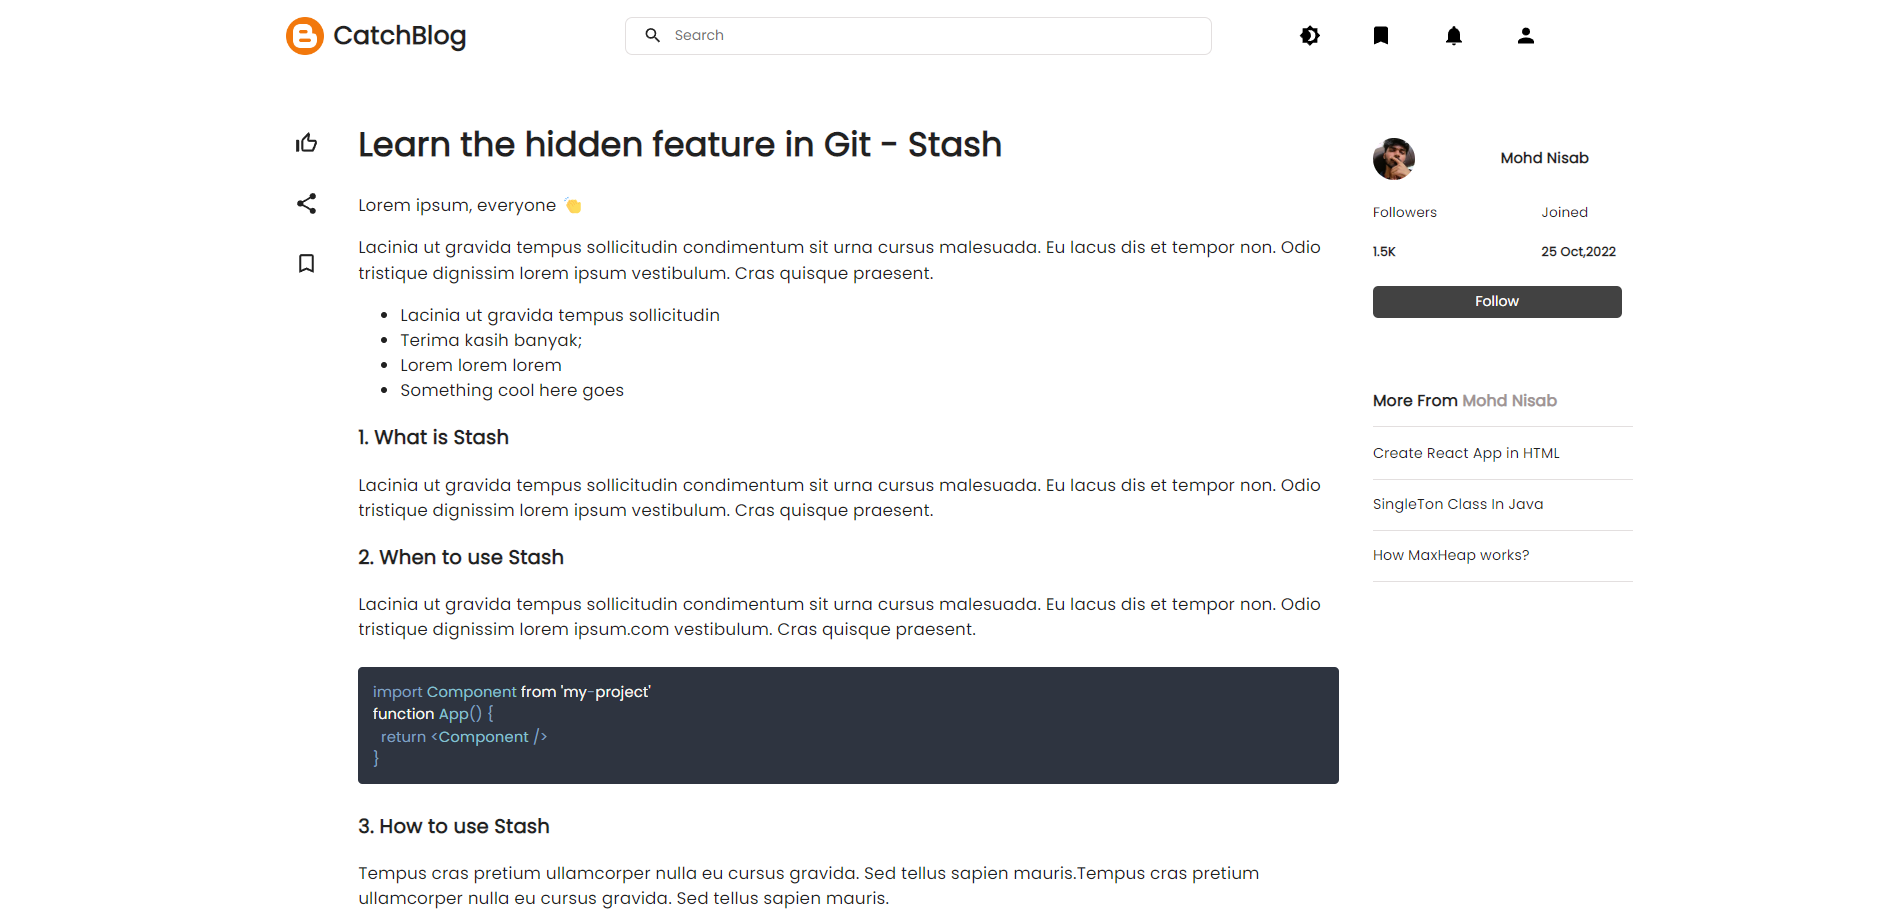 CatchBlog
Search
Learn the hidden feature in Git - Stash
Lorem ipsum, everyone 👏
Lacinia ut gravida tempus sollicitudin condimentum sit urna cursus malesuada. Eu lacus dis et tempor non. Odio
tristique dignissim lorem ipsum vestibulum. Cras quisque praesent.
• Lacinia ut gravida tempus sollicitudin
• Terima kasih banyak;
• Lorem lorem lorem
• Something cool here goes
1. What is Stash
Lacinia ut gravida tempus sollicitudin condimentum sit urna cursus malesuada. Eu lacus dis et tempor non. Odio
tristique dignissim lorem ipsum vestibulum. Cras quisque praesent.
2. When to use Stash
Lacinia ut gravida tempus sollicitudin condimentum sit urna cursus malesuada. Eu lacus dis et tempor non. Odio
tristique dignissim lorem ipsum.com vestibulum. Cras quisque praesent.
import Component from 'my-project'
function App() {
  return <Component />
}
3. How to use Stash
Tempus cras pretium ullamcorper nulla eu cursus gravida. Sed tellus sapien mauris.Tempus cras pretium
ullamcorper nulla eu cursus gravida. Sed tellus sapien mauris.
Mohd Nisab
Followers Joined
1.5K 25 Oct,2022
Follow
More From Mohd Nisab
Create React App in HTML
SingleTon Class In Java
How MaxHeap works?